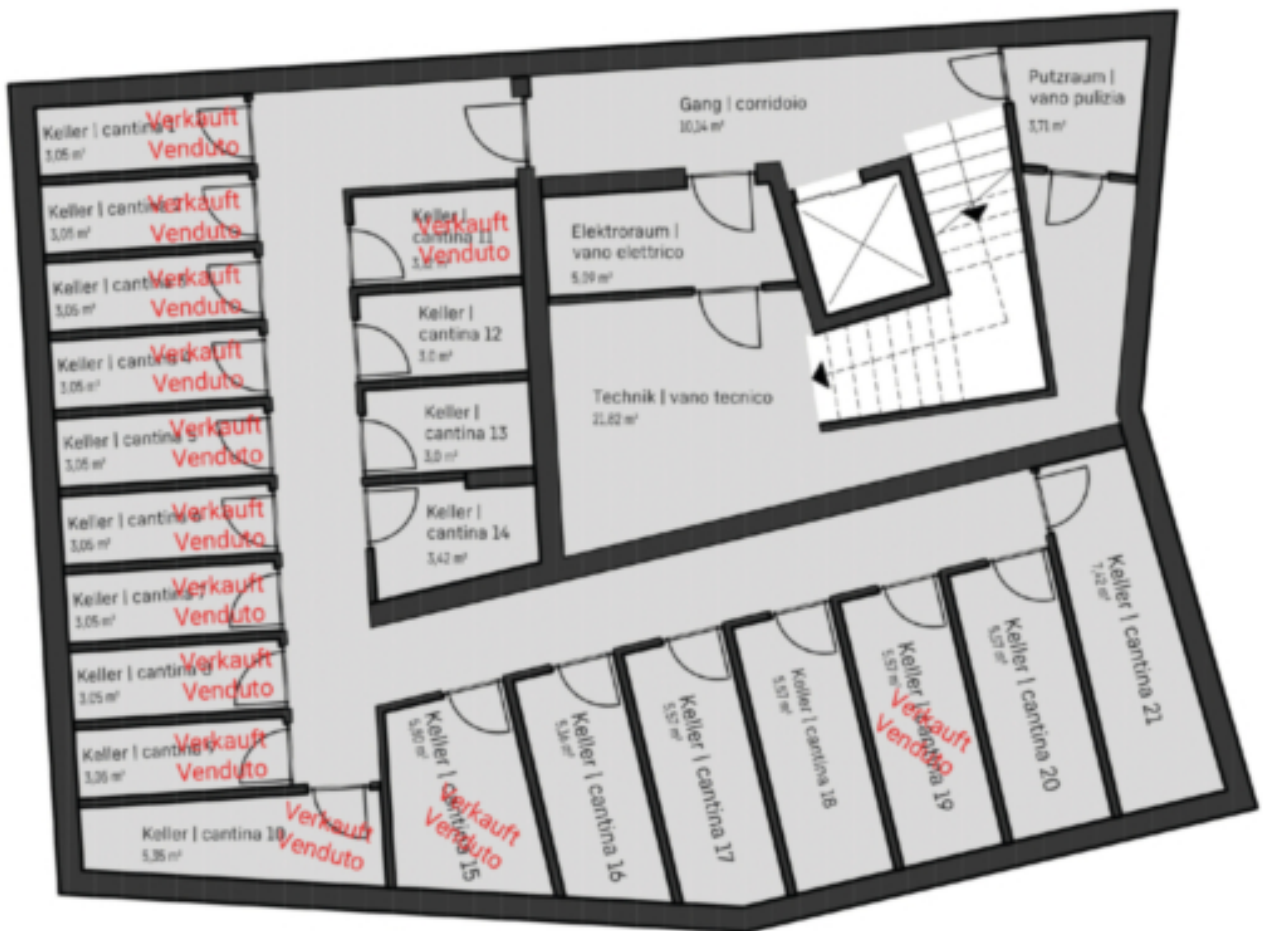 Keller | cantina 1
3,05 m²
Verkauft
Venduto
Keller | cantina 2
3,05 m²
Verkauft
Venduto
Keller | cantina 3
3,05 m²
Verkauft
Venduto
Keller | cantina 4
3,05 m²
Verkauft
Venduto
Keller | cantina 5
3,05 m²
Verkauft
Venduto
Keller | cantina 6
3,05 m²
Verkauft
Venduto
Keller | cantina 7
3,05 m²
Verkauft
Venduto
Keller | cantina 8
3,05 m²
Verkauft
Venduto
Keller | cantina 9
3,05 m²
Verkauft
Venduto
Keller | cantina 10
5,35 m²
Verkauft
Venduto
Keller |
cantina 11
Verkauft
Venduto
Keller |
cantina 12
3,0 m²
Keller |
cantina 13
3,0 m²
Keller |
cantina 14
3,42 m²
Gang | corridoio
10,14 m²
Putzraum |
vano pulizia
3,71 m²
Elektroraum |
vano elettrico
5,09 m²
Technik | vano tecnico
21,82 m²
Keller | cantina 15
5,80 m²
Verkauft
Venduto
Keller | cantina 16
Keller | cantina 17
5,57 m²
Keller | cantina 18
5,57 m²
Keller | cantina 19
5,57 m²
Verkauft
Venduto
Keller | cantina 20
5,57 m²
Keller | cantina 21
7,42 m²